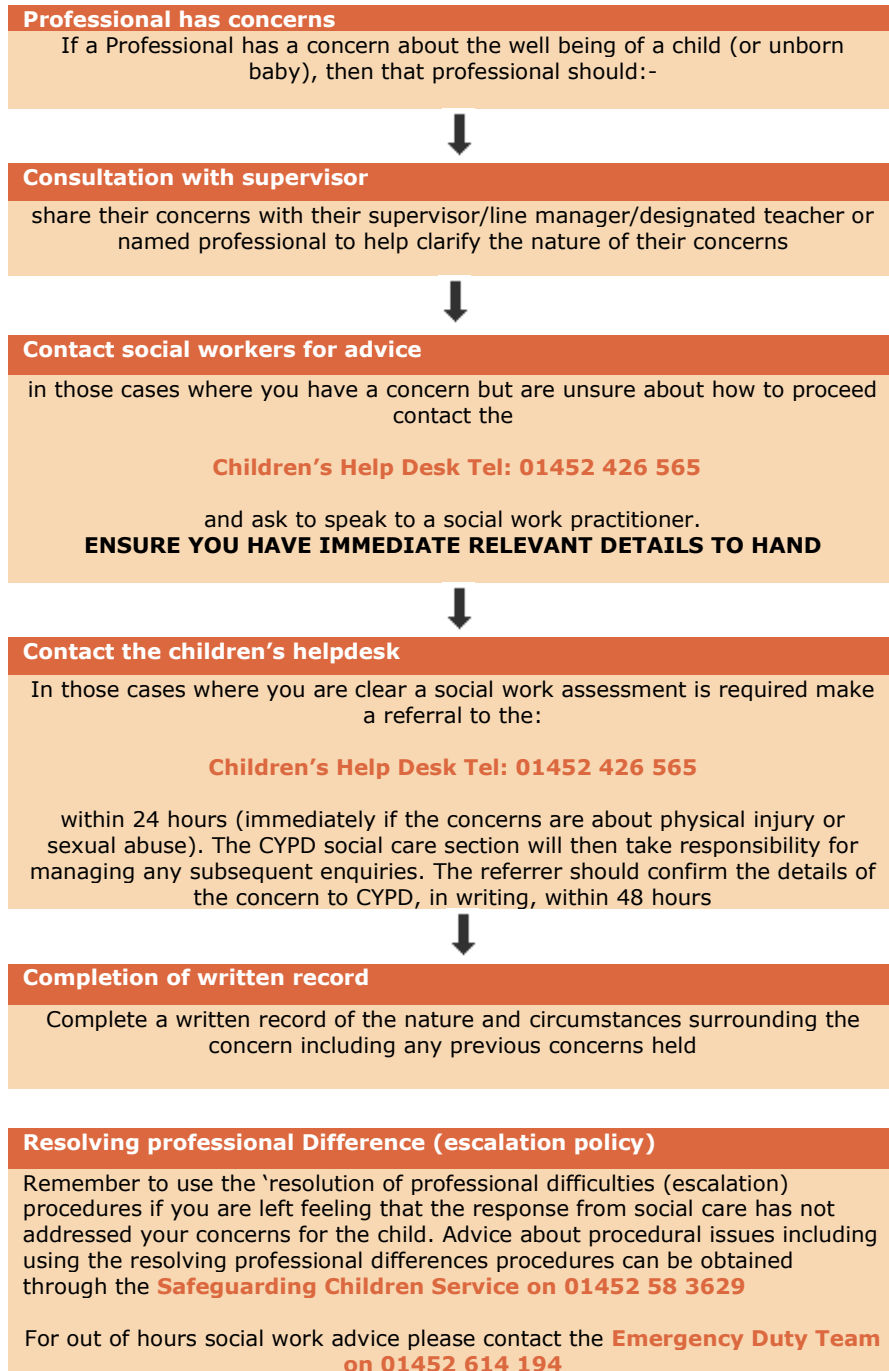 Professional has concerns
If a Professional has a concern about the well being of a child (or unborn
baby), then that professional should:-
Consultation with supervisor
share their concerns with their supervisor/line manager/designated teacher or
named professional to help clarify the nature of their concerns
Contact social workers for advice
in those cases where you have a concern but are unsure about how to proceed
contact the
Children’s Help Desk Tel: 01452 426 565
and ask to speak to a social work practitioner.
ENSURE YOU HAVE IMMEDIATE RELEVANT DETAILS TO HAND
Contact the children’s helpdesk
In those cases where you are clear a social work assessment is required make
a referral to the:
Children’s Help Desk Tel: 01452 426 565
within 24 hours (immediately if the concerns are about physical injury or
sexual abuse). The CYPD social care section will then take responsibility for
managing any subsequent enquiries. The referrer should confirm the details of
the concern to CYPD, in writing, within 48 hours
Completion of written record
Complete a written record of the nature and circumstances surrounding the
concern including any previous concerns held
Resolving professional Difference (escalation policy)
Remember to use the ‘resolution of professional difficulties (escalation)
procedures if you are left feeling that the response from social care has not
addressed your concerns for the child. Advice about procedural issues including
using the resolving professional differences procedures can be obtained
through the Safeguarding Children Service on 01452 58 3629
For out of hours social work advice please contact the Emergency Duty Team
on 01452 614 194